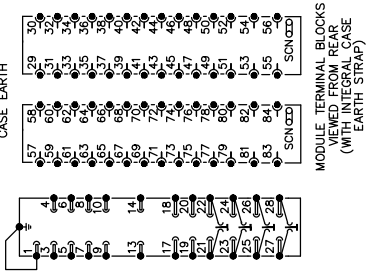 CASE EARTH
30 32 34 36 38 40 42 44 46 48 50 52 54 56
29 31 33 35 37 39 41 43 45 47 49 51 53 55
SCN
58 60 62 64 66 68 70 72 74 76 78 80 82 84
57 59 61 63 65 67 69 71 73 75 77 79 81 83
SCN
4 6 8 10 14 18 20 22 24 26 28
1 3 5 7 9 13 17 19 21 23 25 27
MODULE TERMINAL BLOCKS
VIEWED FROM REAR
(WITH INTEGRAL CASE
EARTH STRAP)